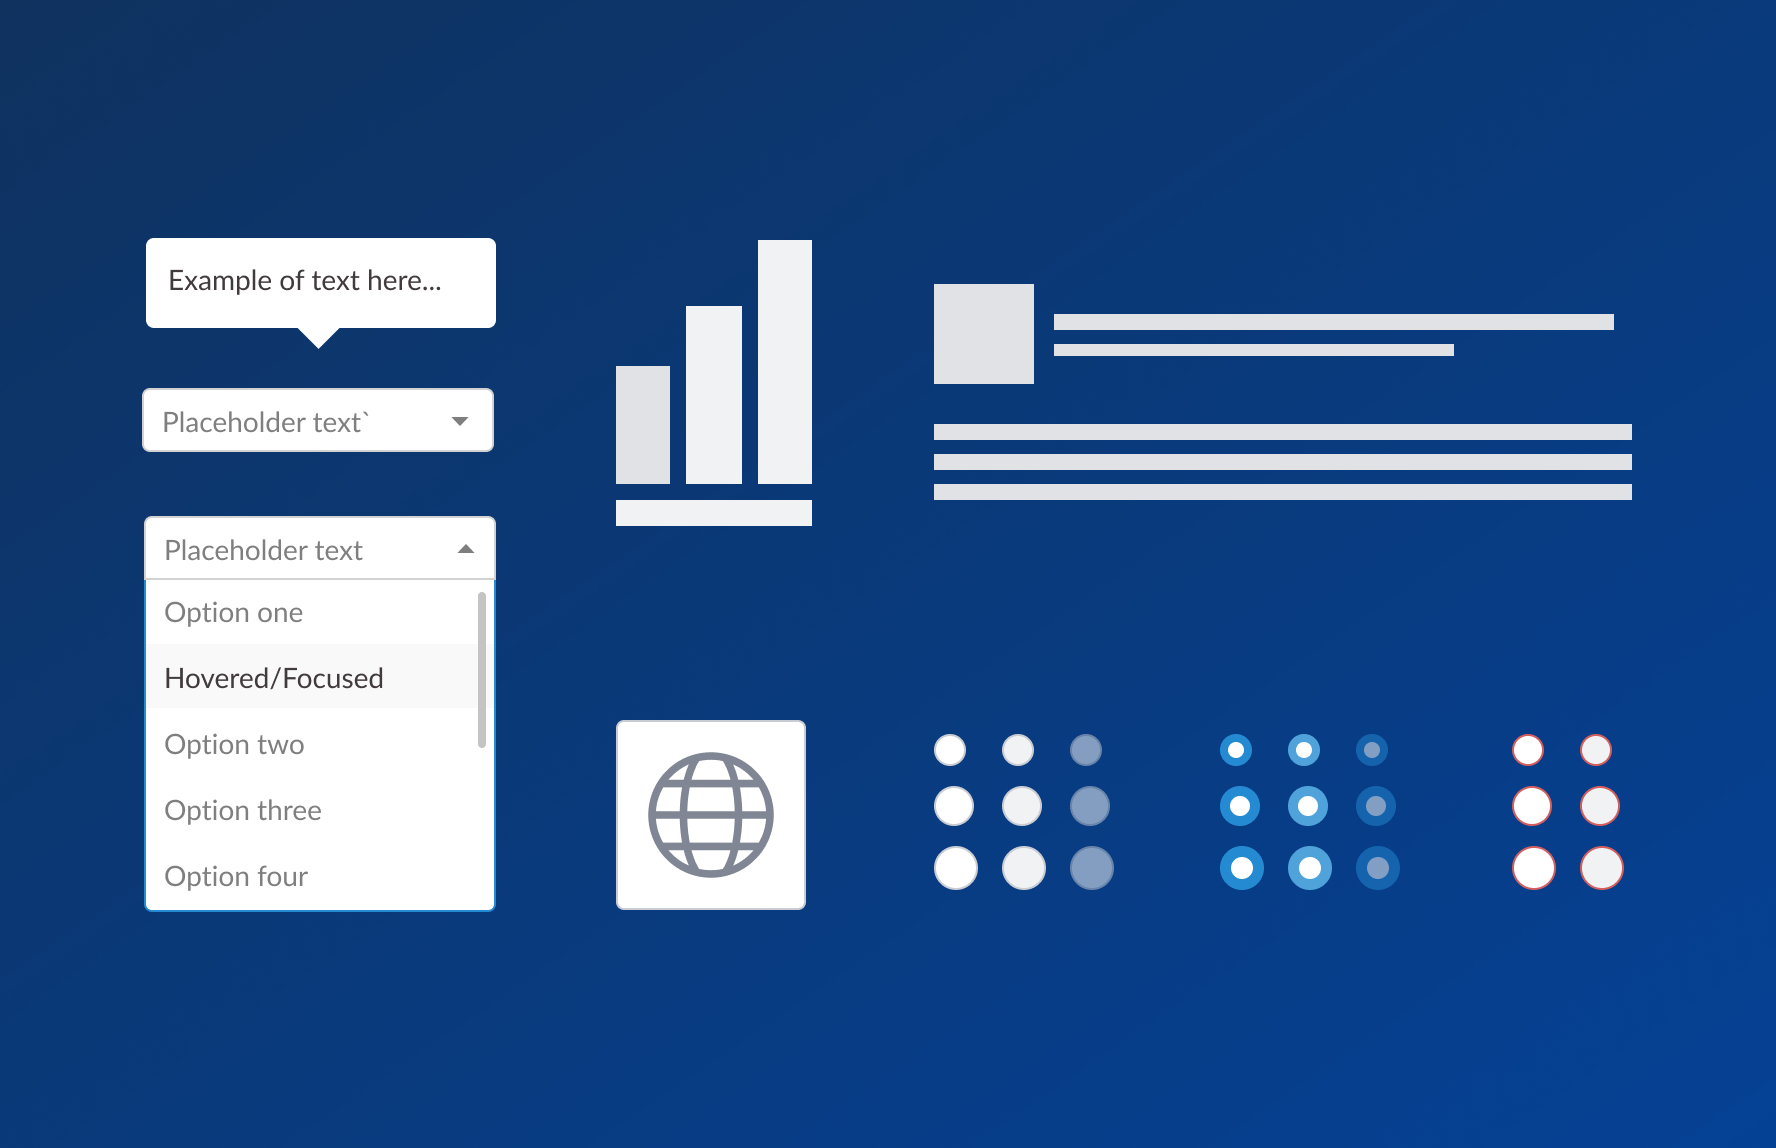 Example of text here...
Placeholder text`
Placeholder text
Option one
Hovered/Focused
Option two
Option three
Option four